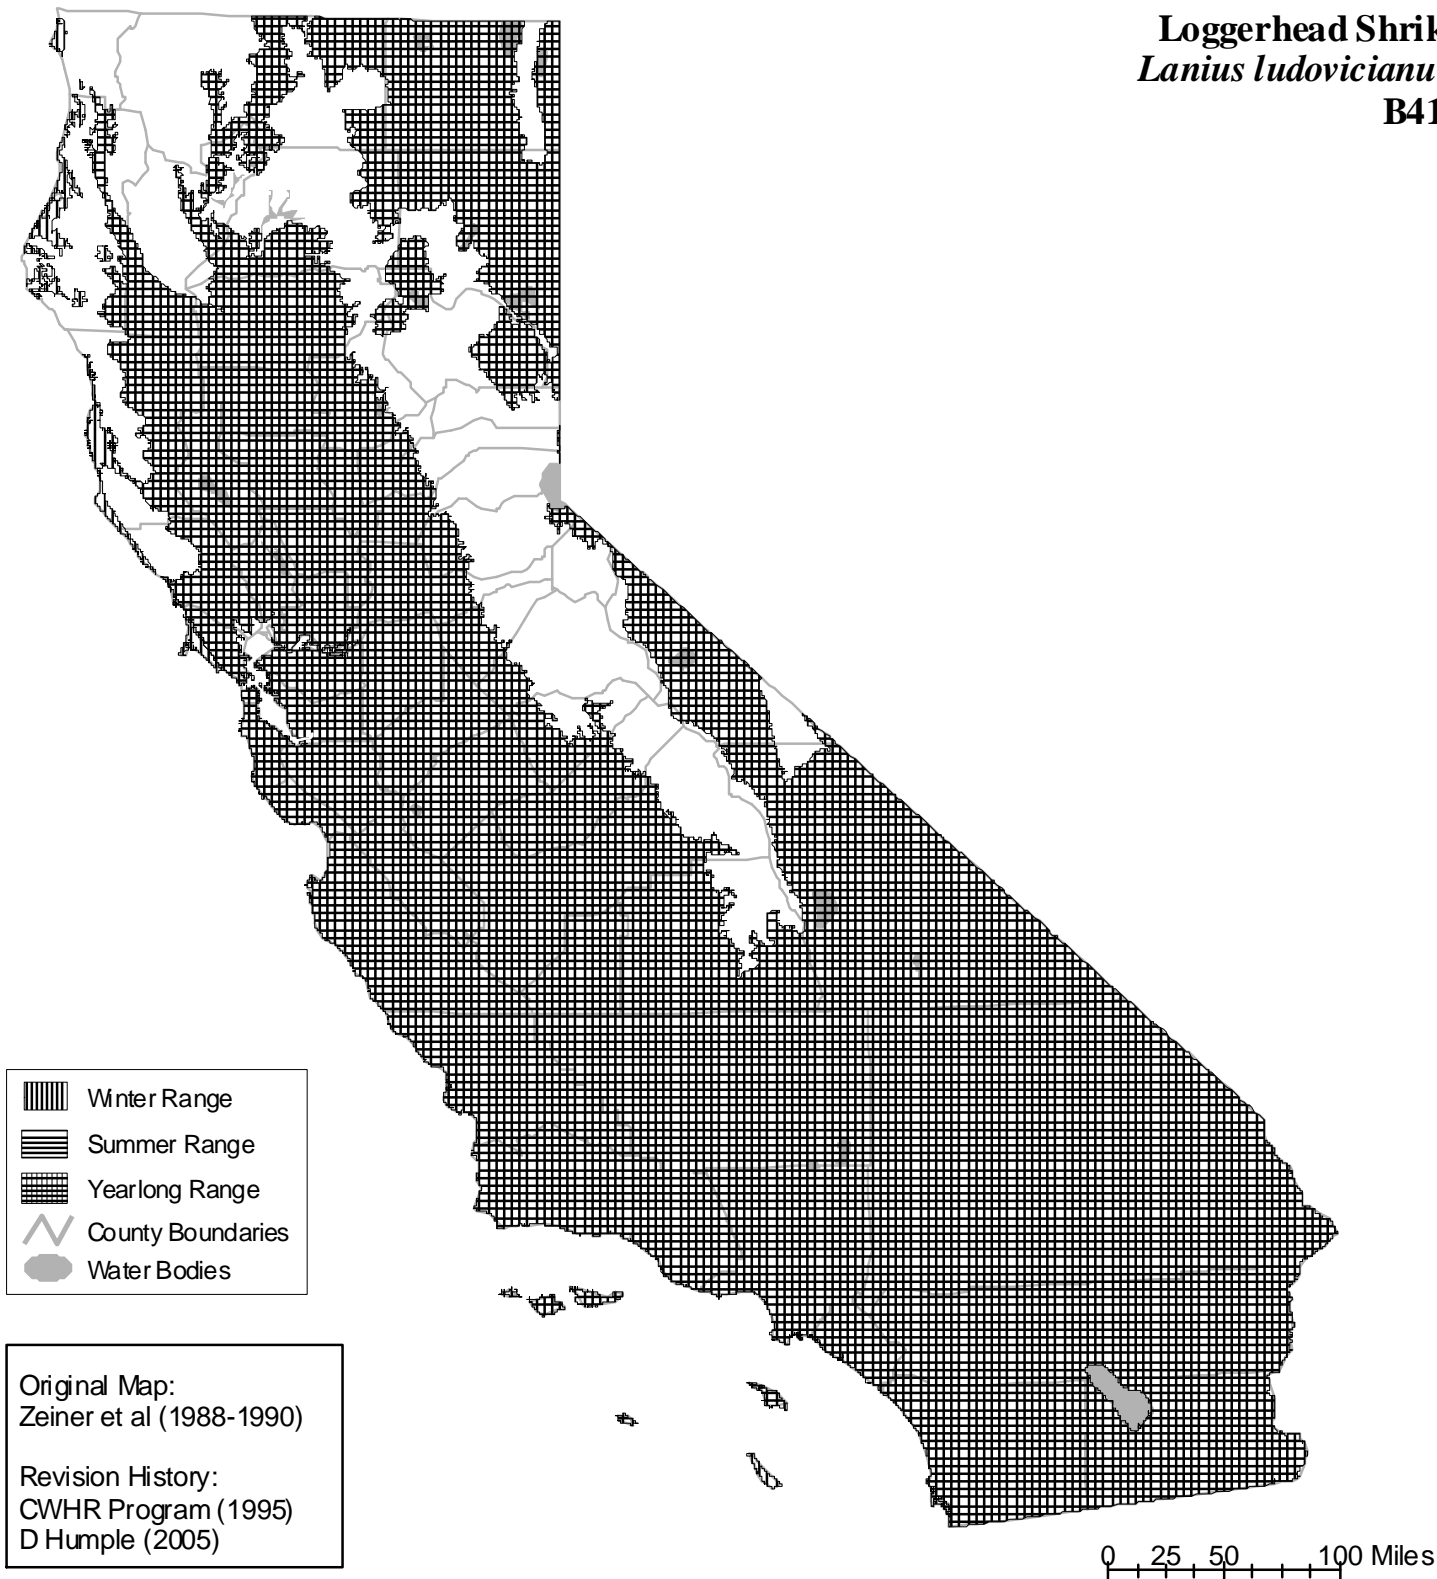 Loggerhead Shrik
Lanius ludovicianu
B41
Winter Range
Summer Range
Yearlong Range
County Boundaries
Water Bodies
Original Map:
Zeiner et al (1988-1990)
Revision History:
CWHR Program (1995)
D Humple (2005)
0 25 50 100 Miles